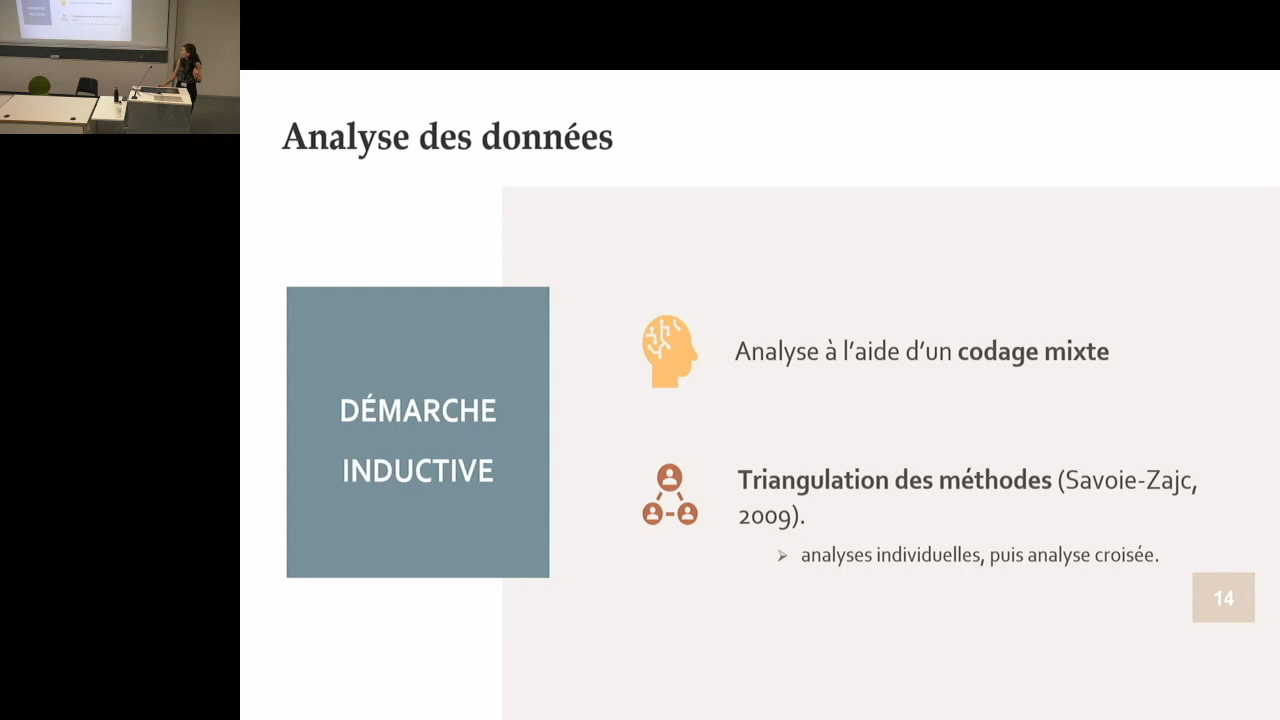 Analyse des données
DÉMARCHE
INDUCTIVE
Analyse à l'aide d'un codage mixte
Triangulation des méthodes (Savoie-Zajc,
2009).
➢ analyses individuelles, puis analyse croisée.
14